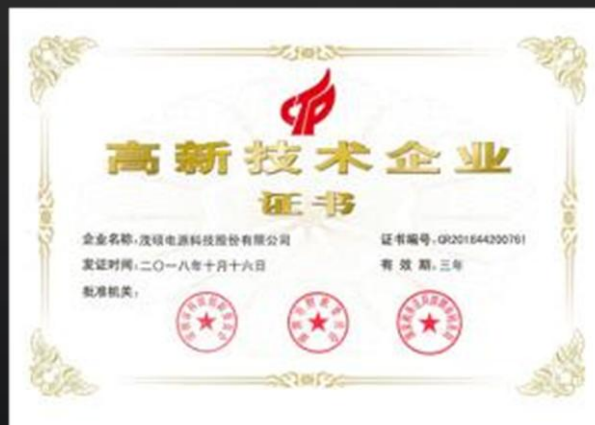 高新技术企业
证书
企业名称：茂硕电源科技股份有限公司
证书编号：GR201844200761
发证时间：二〇一八年十月十六日
有 效 期：三年
批准机关：